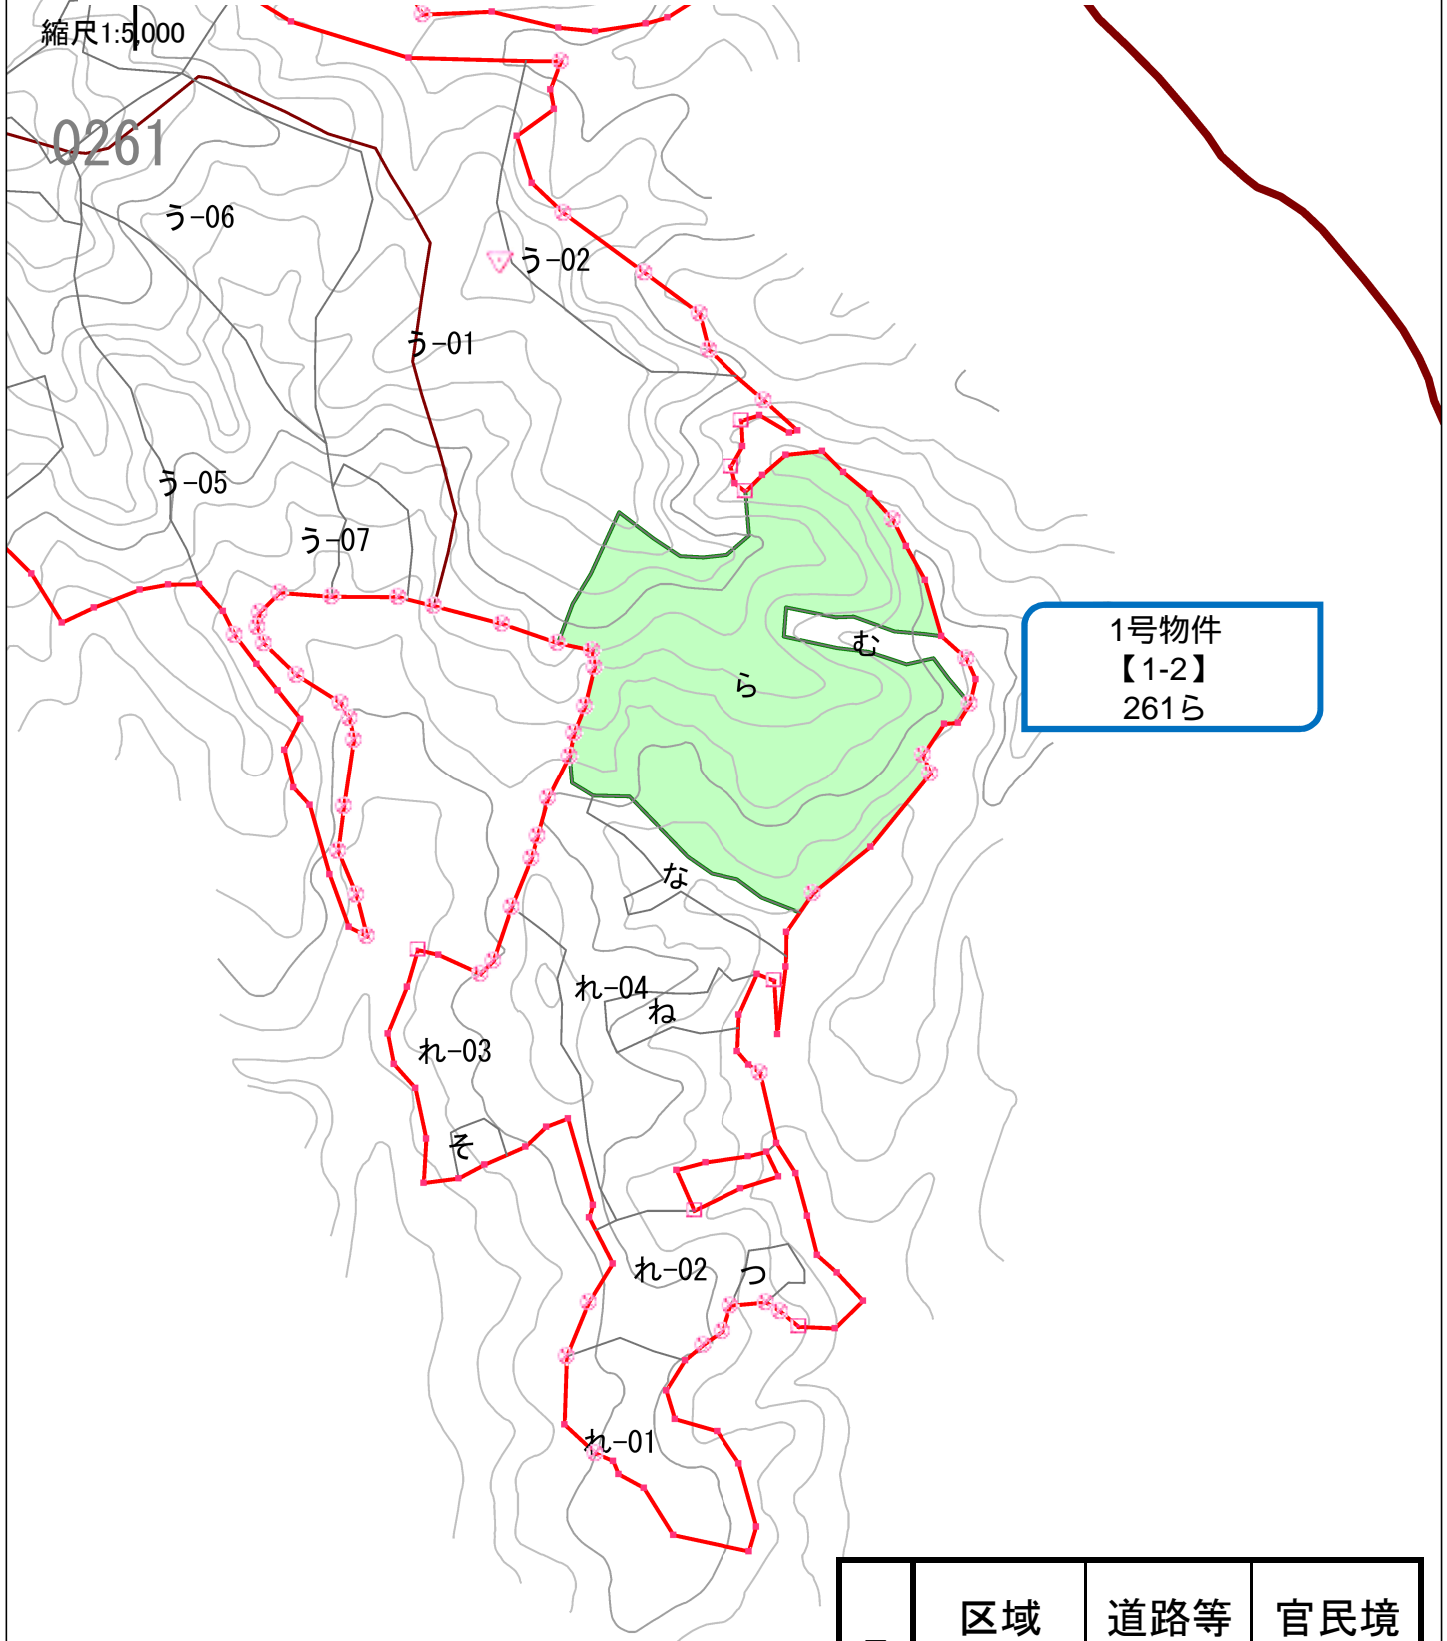 縮尺1:5,000
0261
う-06
う-02
う-01
う-05
う-07
1号物件
【1-2】
261ら
む
ら
な
れ-04
ね
れ-03
そ
れ-02
つ
れ-01
区域 道路等 官民境